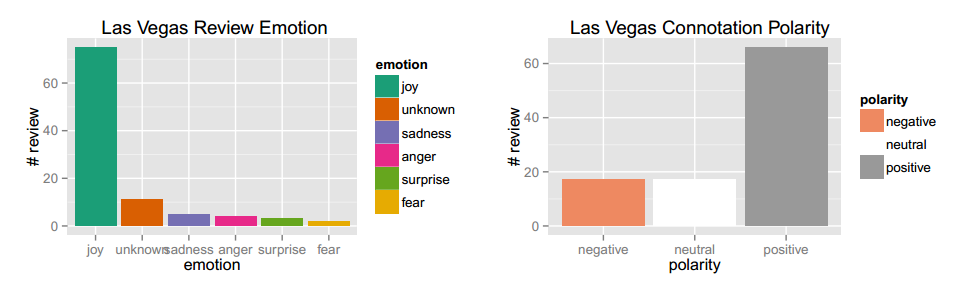 Las Vegas Review Emotion
# review
60
40
20
0
joy unknown sadness anger surprise fear
emotion
emotion
joy
unknown
sadness
anger
surprise
fear
Las Vegas Connotation Polarity
# review
60
40
20
0
negative neutral positive
polarity
polarity
negative
neutral
positive